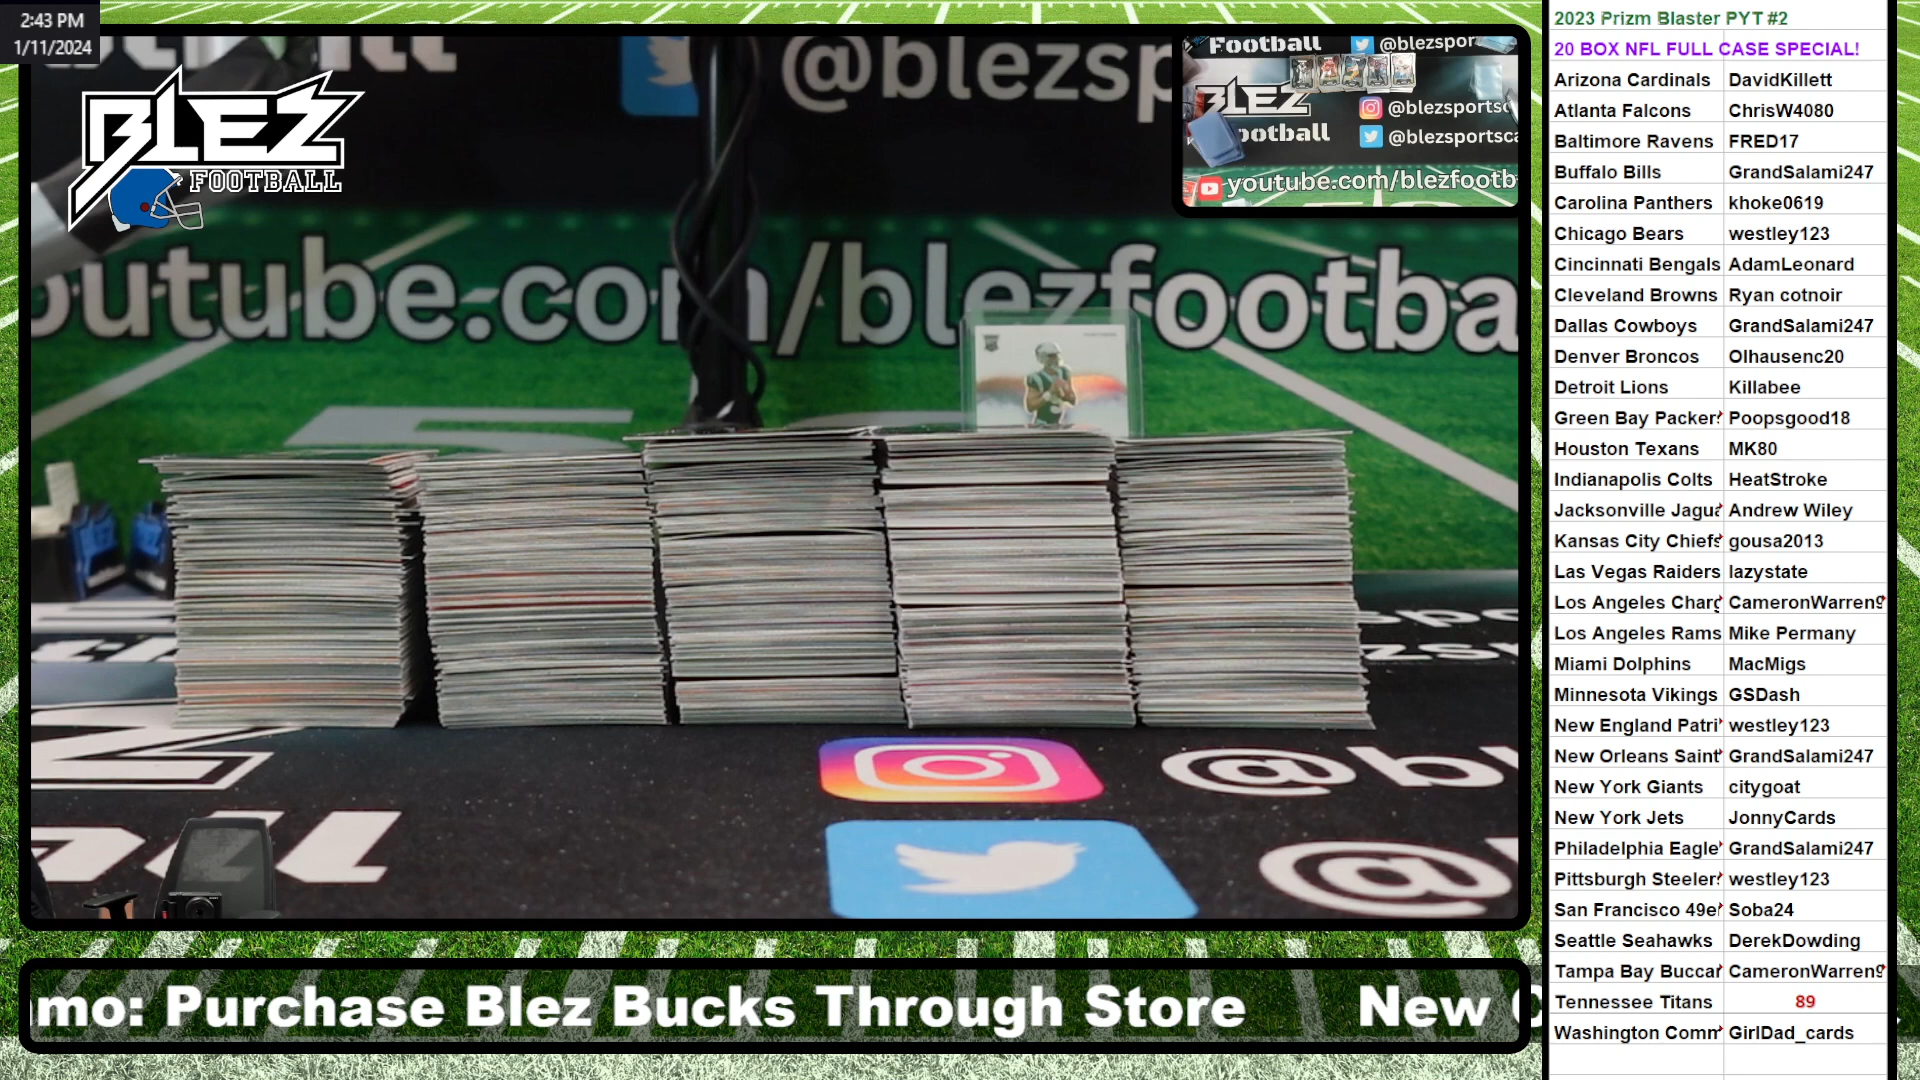 2:43 PM
1/11/2024
BLEZ
FOOTBALL
@blezsp
outube.com/blezfootba
Football
@blezspor
BLEZ
@blezsportsc
ootball
@blezsportsca
youtube.com/blezfootb
@bl
@
mo: Purchase Blez Bucks Through Store New
2023 Prizm Blaster PYT #2
20 BOX NFL FULL CASE SPECIAL!
Arizona Cardinals DavidKillett
Atlanta Falcons ChrisW4080
Baltimore Ravens FRED17
Buffalo Bills GrandSalami247
Carolina Panthers khoke0619
Chicago Bears westley123
Cincinnati Bengals AdamLeonard
Cleveland Browns Ryan cotnoir
Dallas Cowboys GrandSalami247
Denver Broncos Olhausenc20
Detroit Lions Killabee
Green Bay Packer Poopsgood18
Houston Texans MK80
Indianapolis Colts HeatStroke
Jacksonville Jagua Andrew Wiley
Kansas City Chiefs gousa2013
Las Vegas Raiders lazystate
Los Angeles Charg CameronWarren9
Los Angeles Rams Mike Permany
Miami Dolphins MacMigs
Minnesota Vikings GSDash
New England Patri westley123
New Orleans Saint GrandSalami247
New York Giants citygoat
New York Jets JonnyCards
Philadelphia Eagle GrandSalami247
Pittsburgh Steeler westley123
San Francisco 49er Soba24
Seattle Seahawks DerekDowding
Tampa Bay Buccar CameronWarren9
Tennessee Titans 89
Washington Comm GirlDad_cards